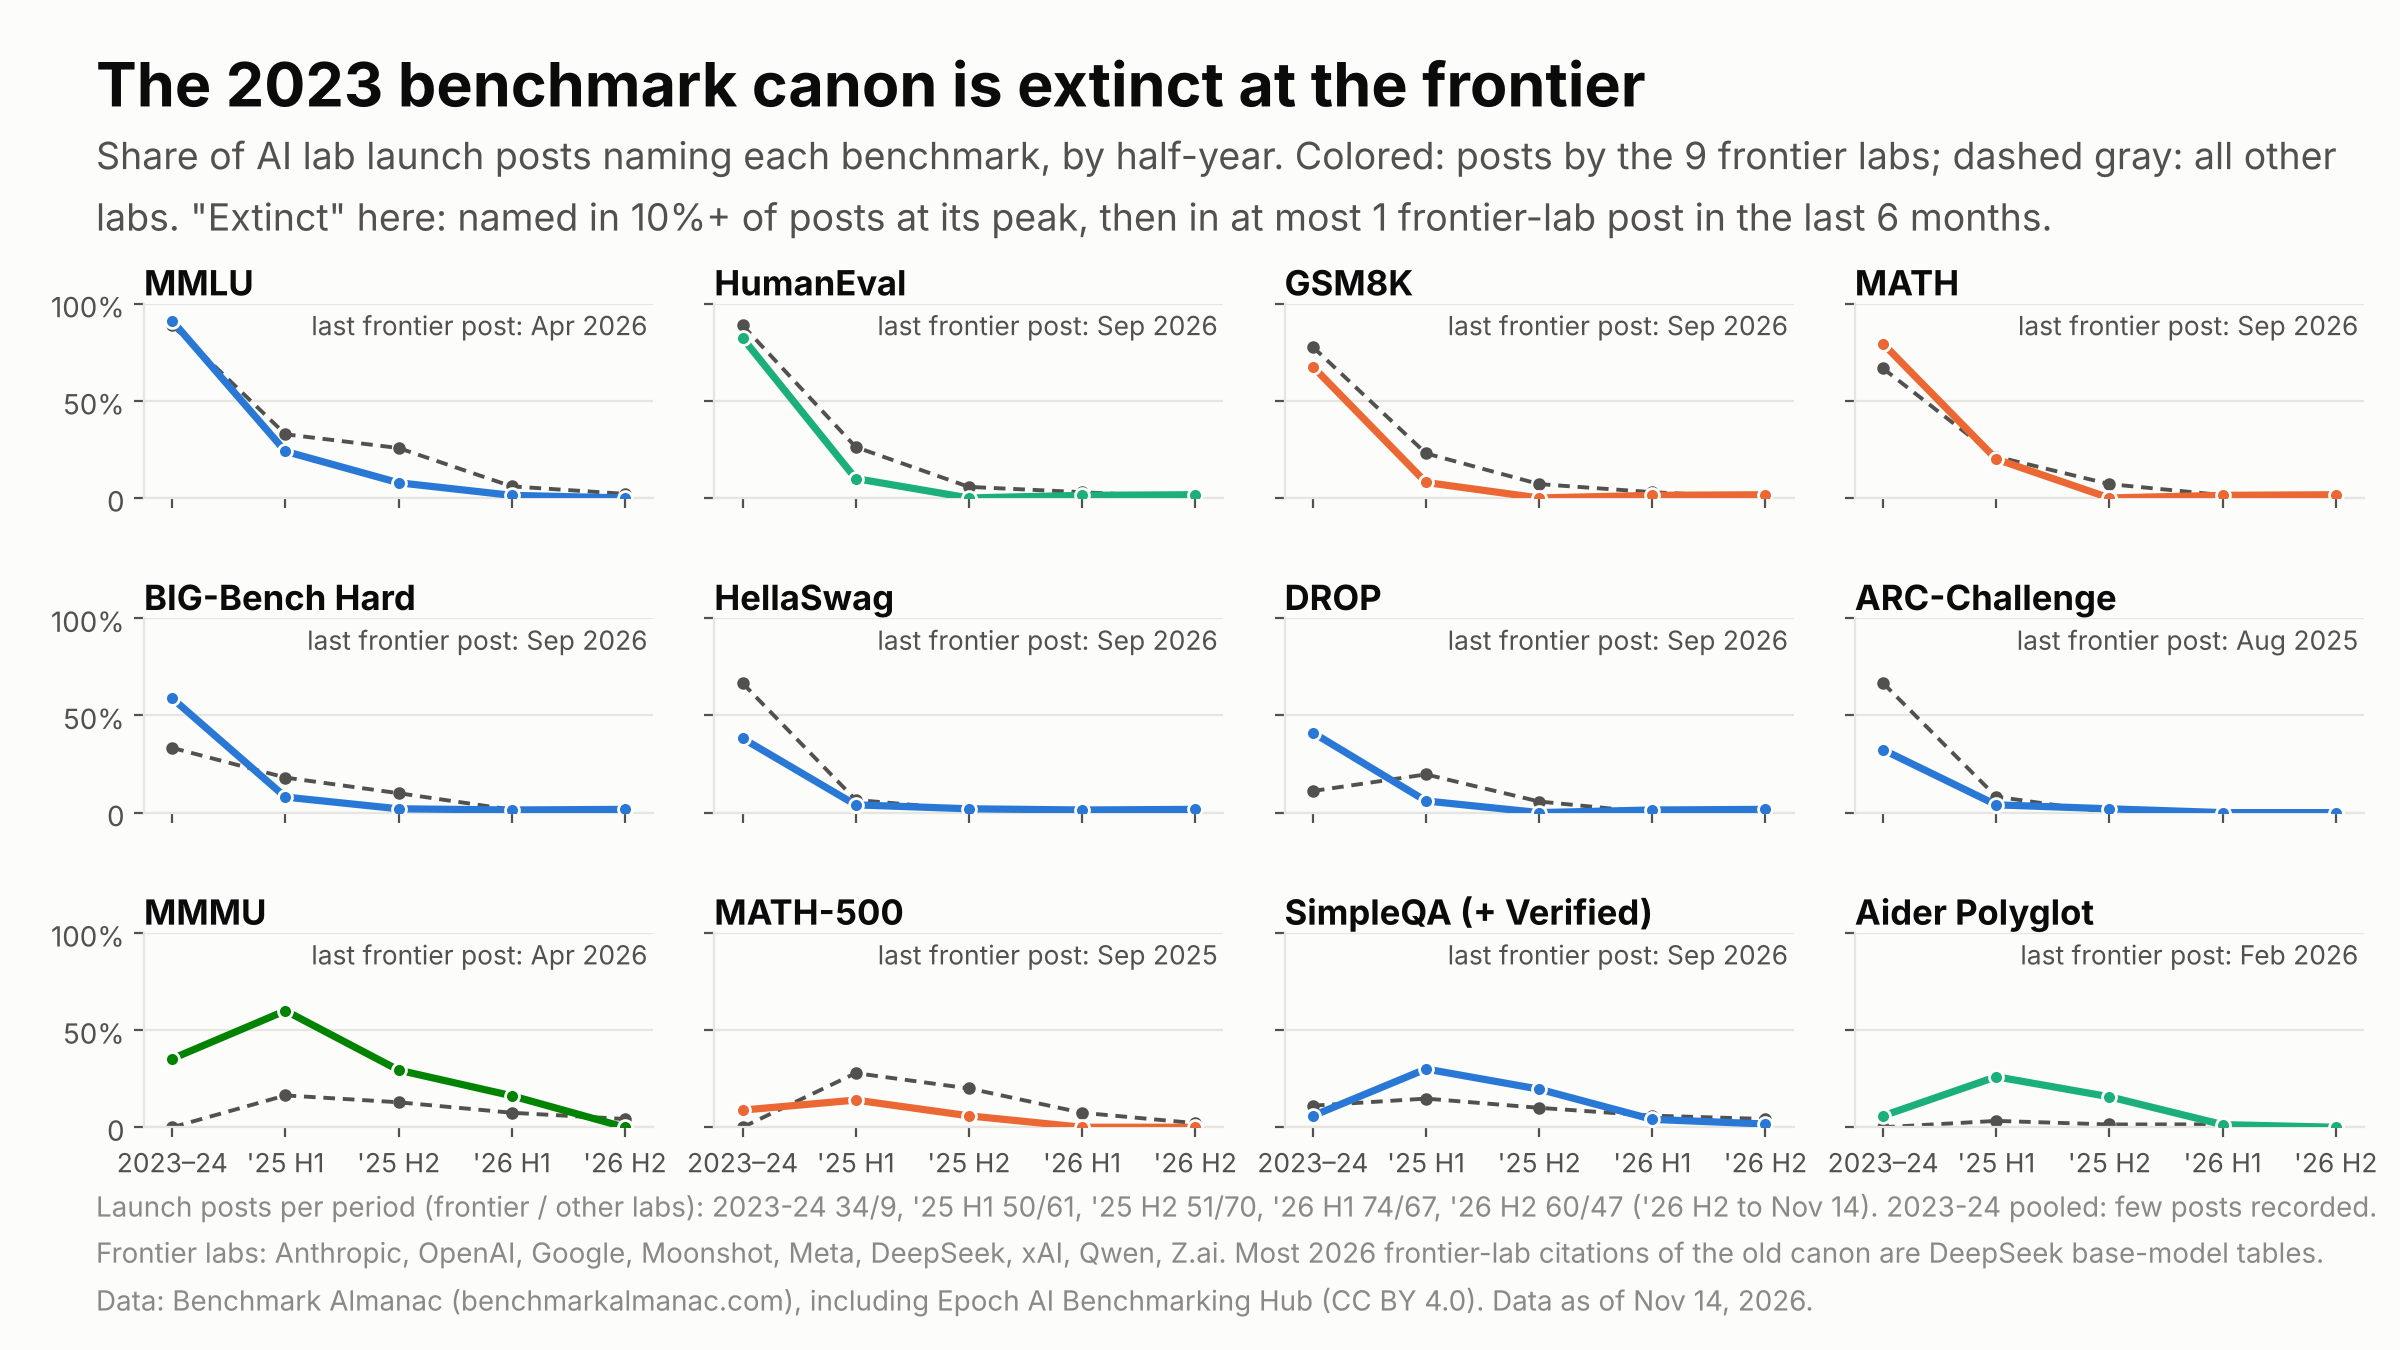 The 2023 benchmark canon is extinct at the frontier
Share of AI lab launch posts naming each benchmark, by half-year. Colored: posts by the 9 frontier labs; dashed gray: all other
labs. "Extinct" here: named in 10%+ of posts at its peak, then in at most 1 frontier-lab post in the last 6 months.
MMLU
100%
last frontier post: Apr 2026
50%
0
HumanEval
last frontier post: Sep 2026
GSM8K
last frontier post: Sep 2026
MATH
last frontier post: Sep 2026
BIG-Bench Hard
100%
last frontier post: Sep 2026
50%
0
HellaSwag
last frontier post: Sep 2026
DROP
last frontier post: Sep 2026
ARC-Challenge
last frontier post: Aug 2025
MMMU
100%
last frontier post: Apr 2026
50%
0
2023–24 '25 H1 '25 H2 '26 H1 '26 H2
MATH-500
last frontier post: Sep 2025
2023–24 '25 H1 '25 H2 '26 H1 '26 H2
SimpleQA (+ Verified)
last frontier post: Sep 2026
2023–24 '25 H1 '25 H2 '26 H1 '26 H2
Aider Polyglot
last frontier post: Feb 2026
2023–24 '25 H1 '25 H2 '26 H1 '26 H2
Launch posts per period (frontier / other labs): 2023-24 34/9, '25 H1 50/61, '25 H2 51/70, '26 H1 74/67, '26 H2 60/47 ('26 H2 to Nov 14). 2023-24 pooled: few posts recorded.
Frontier labs: Anthropic, OpenAI, Google, Moonshot, Meta, DeepSeek, xAI, Qwen, Z.ai. Most 2026 frontier-lab citations of the old canon are DeepSeek base-model tables.
Data: Benchmark Almanac (benchmarkalmanac.com), including Epoch AI Benchmarking Hub (CC BY 4.0). Data as of Nov 14, 2026.